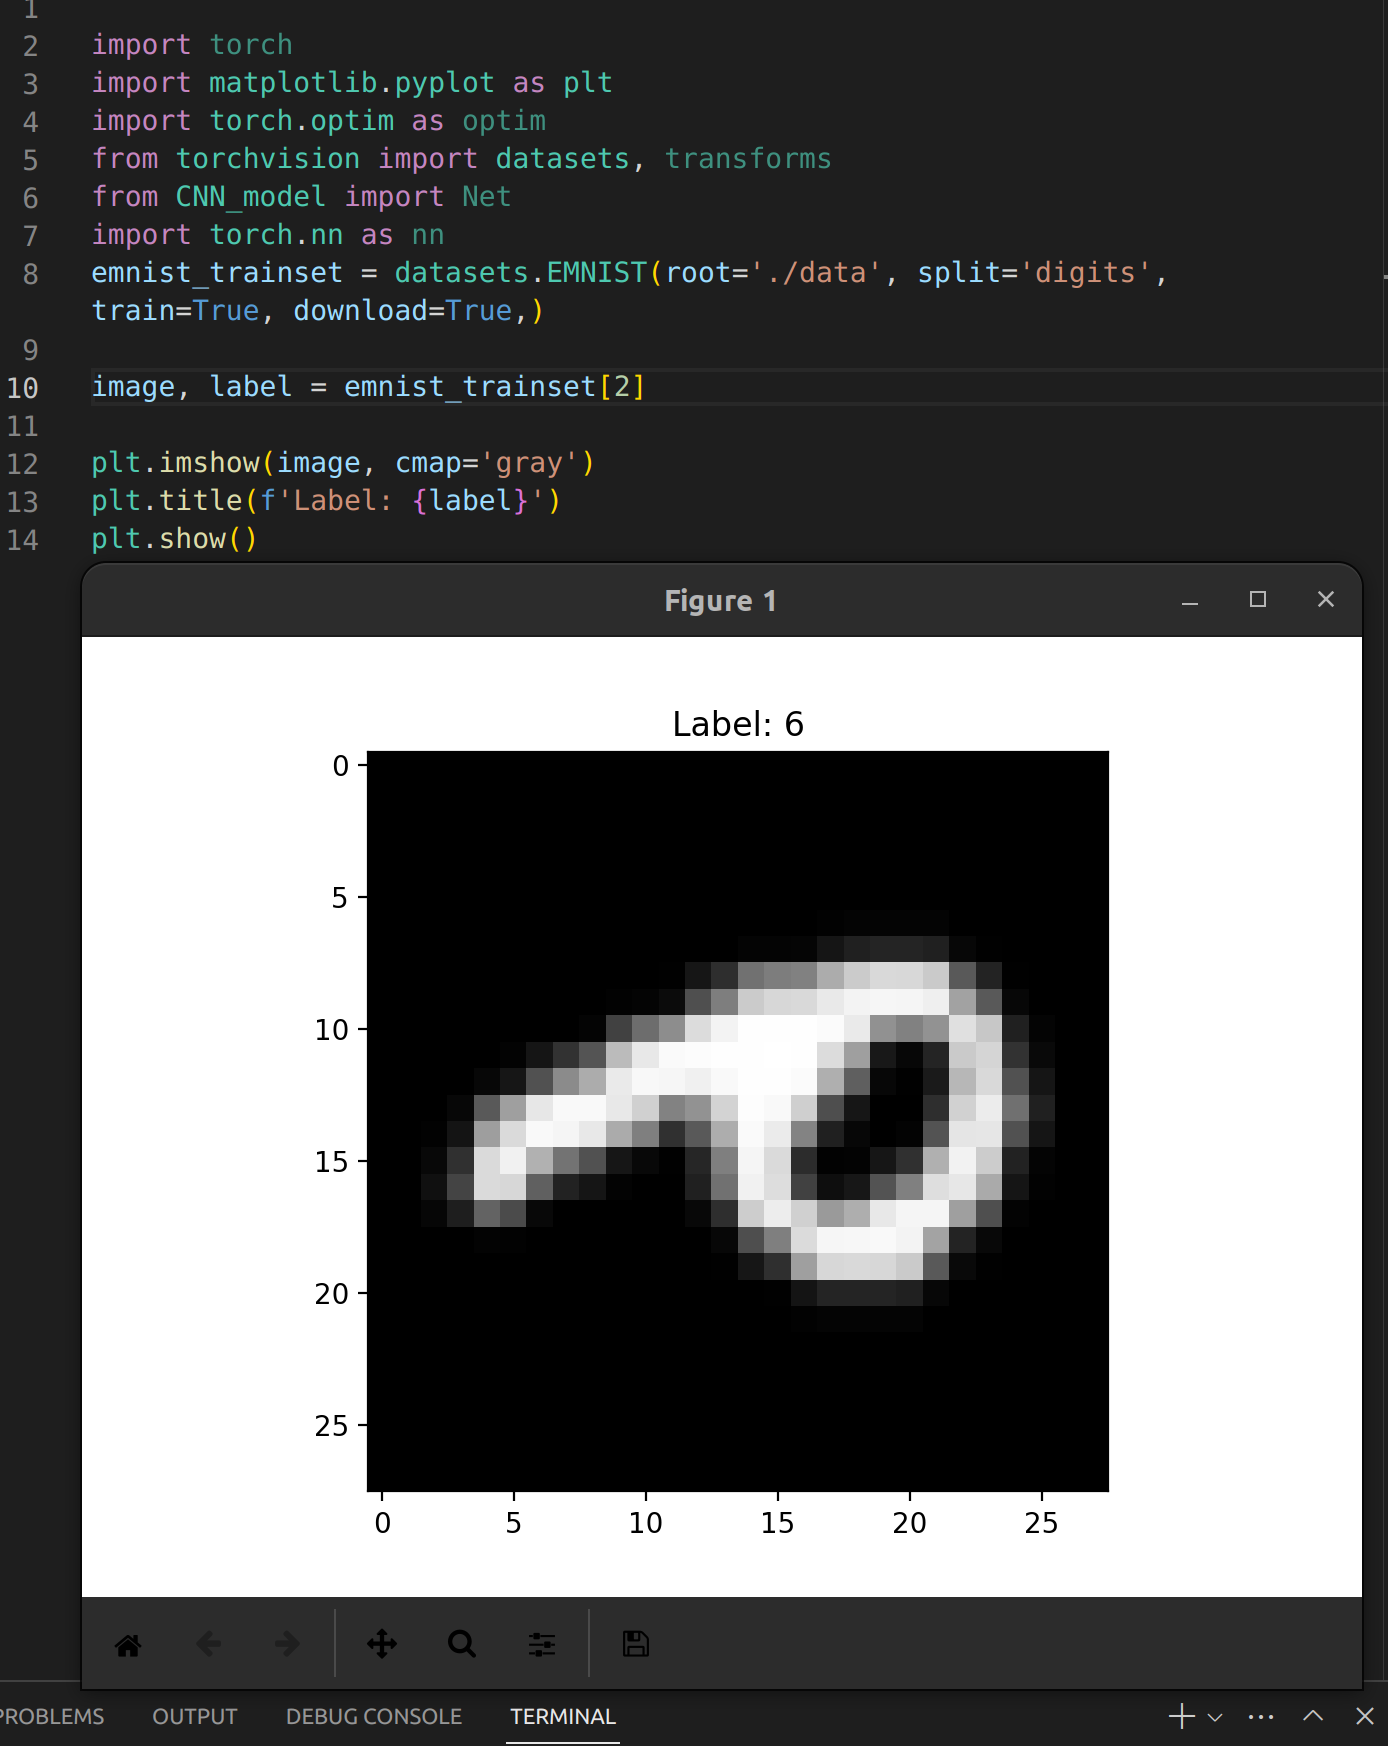 1
2 import torch
3 import matplotlib.pyplot as plt
4 import torch.optim as optim
5 from torchvision import datasets, transforms
6 from CNN_model import Net
7 import torch.nn as nn
8 emnist_trainset = datasets.EMNIST(root='./data', split='digits',
train=True, download=True,)
9
10 image, label = emnist_trainset[2]
11
12 plt.imshow(image, cmap='gray')
13 plt.title(f'Label: {label}')
14 plt.show()
Figure 1
Label: 6
0
5
10
15
20
25
0 5 10 15 20 25
PROBLEMS OUTPUT DEBUG CONSOLE TERMINAL